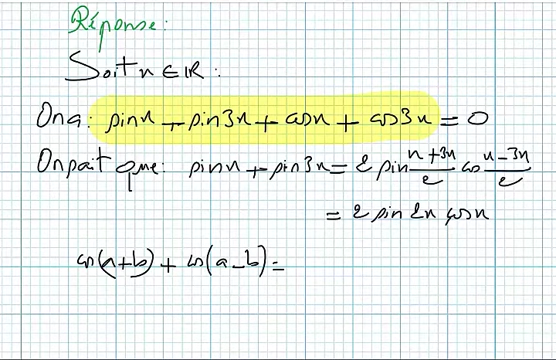 Réponse:
Soit x ∈ IR:
On a: sin x + sin 3x + cos x + cos 3x = 0
On sait que: sin x + sin 3x = 2 sin (x+3x)/2 cos (x-3x)/2
= 2 sin 2x cos x
cos(a+b) + cos(a-b) =